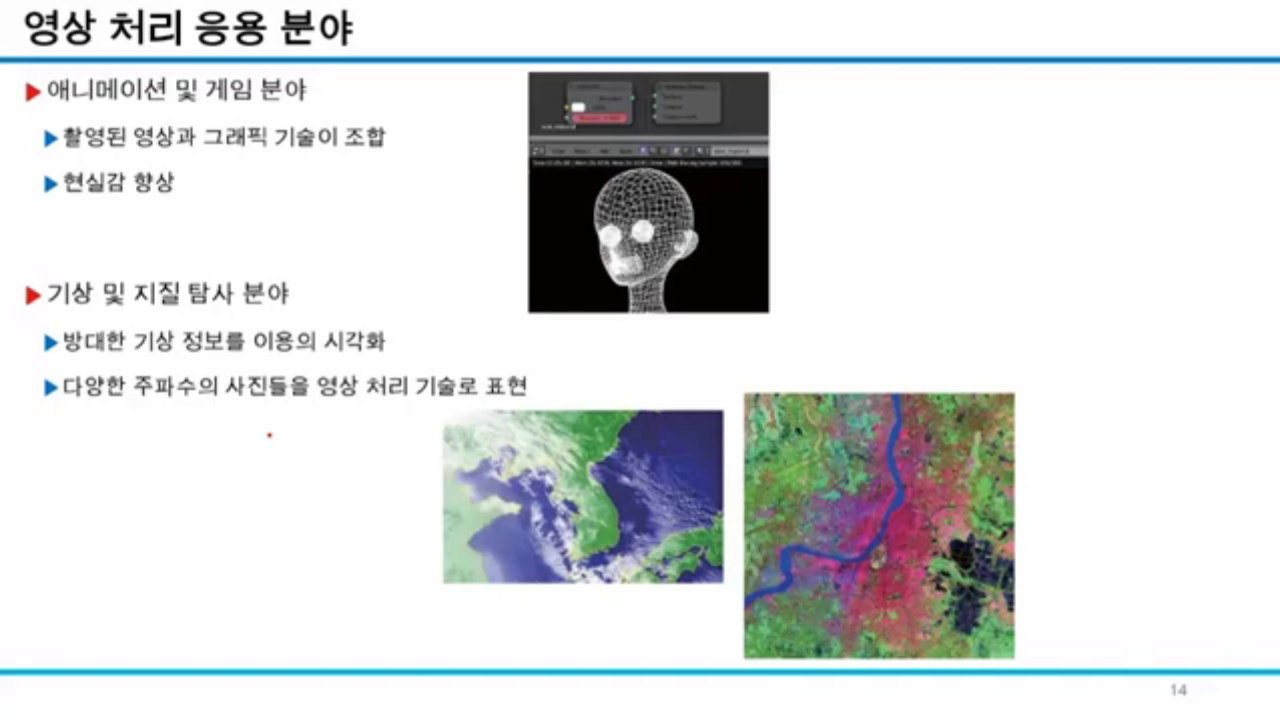 영상 처리 응용 분야
애니메이션 및 게임 분야
촬영된 영상과 그래픽 기술이 조합
현실감 향상
기상 및 지질 탐사 분야
방대한 기상 정보를 이용의 시각화
다양한 주파수의 사진들을 영상 처리 기술로 표현
14